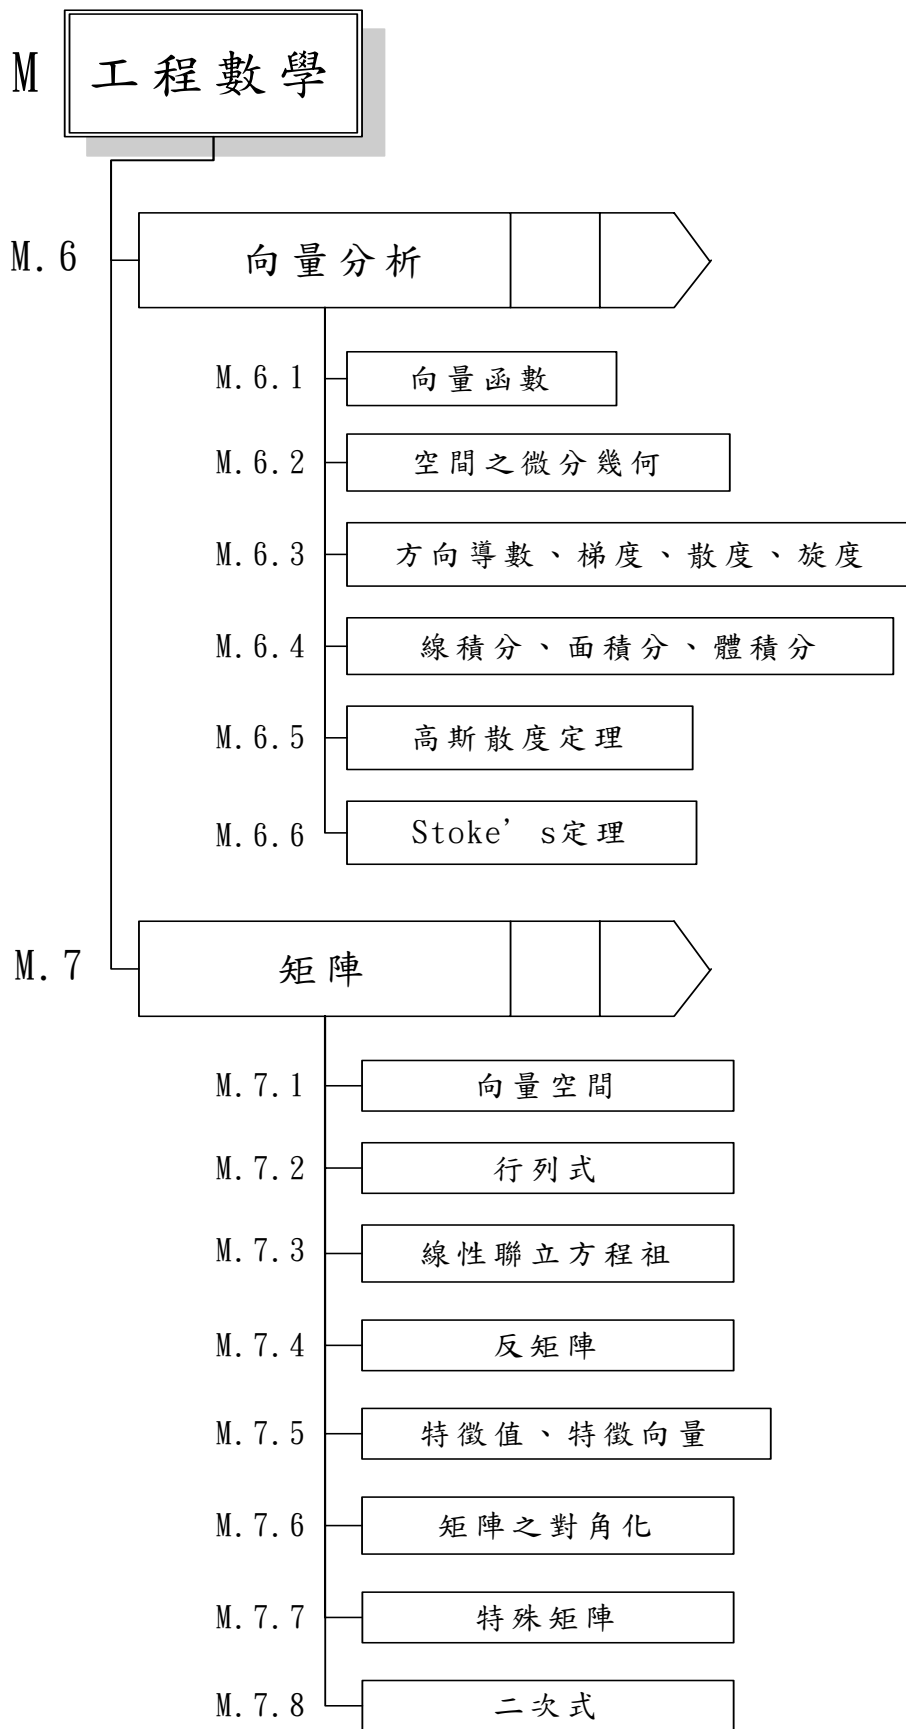 M 工程數學
M.6 向量分析
M.6.1 向量函數
M.6.2 空間之微分幾何
M.6.3 方向導數、梯度、散度、旋度
M.6.4 線積分、面積分、體積分
M.6.5 高斯散度定理
M.6.6 Stoke’s定理
M.7 矩陣
M.7.1 向量空間
M.7.2 行列式
M.7.3 線性聯立方程祖
M.7.4 反矩陣
M.7.5 特徵值、特徵向量
M.7.6 矩陣之對角化
M.7.7 特殊矩陣
M.7.8 二次式